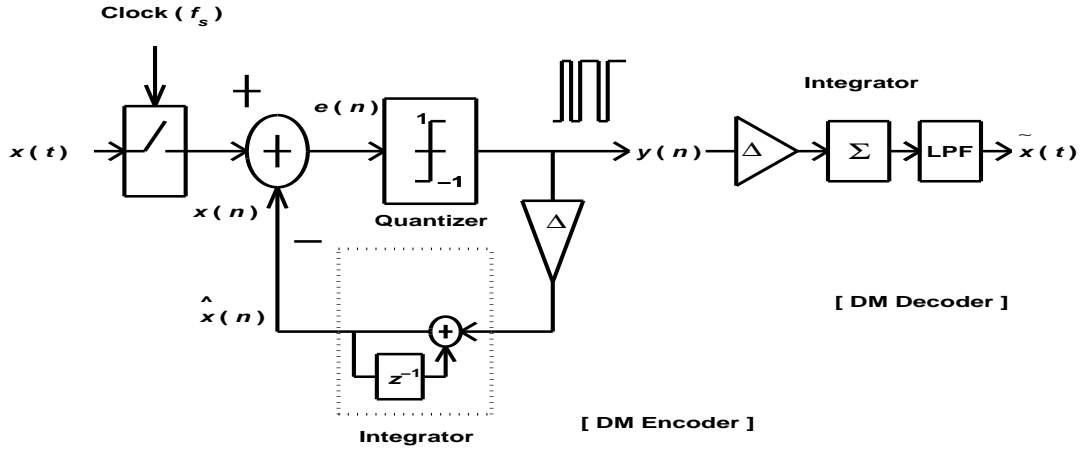 Clock ( f_s )
+
Integrator
e ( n )
x ( t )
+
1
–1
y ( n )
Δ
Σ
LPF
~
x ( t )
x ( n )
Quantizer
Δ
–
[ DM Decoder ]
^
x ( n )
+
z⁻¹
[ DM Encoder ]
Integrator